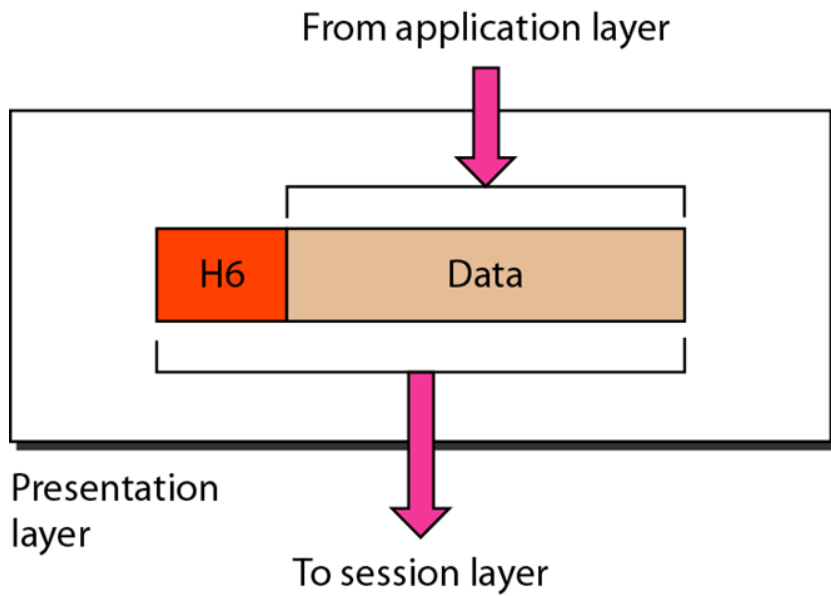 From application layer
H6 Data
Presentation
layer
To session layer